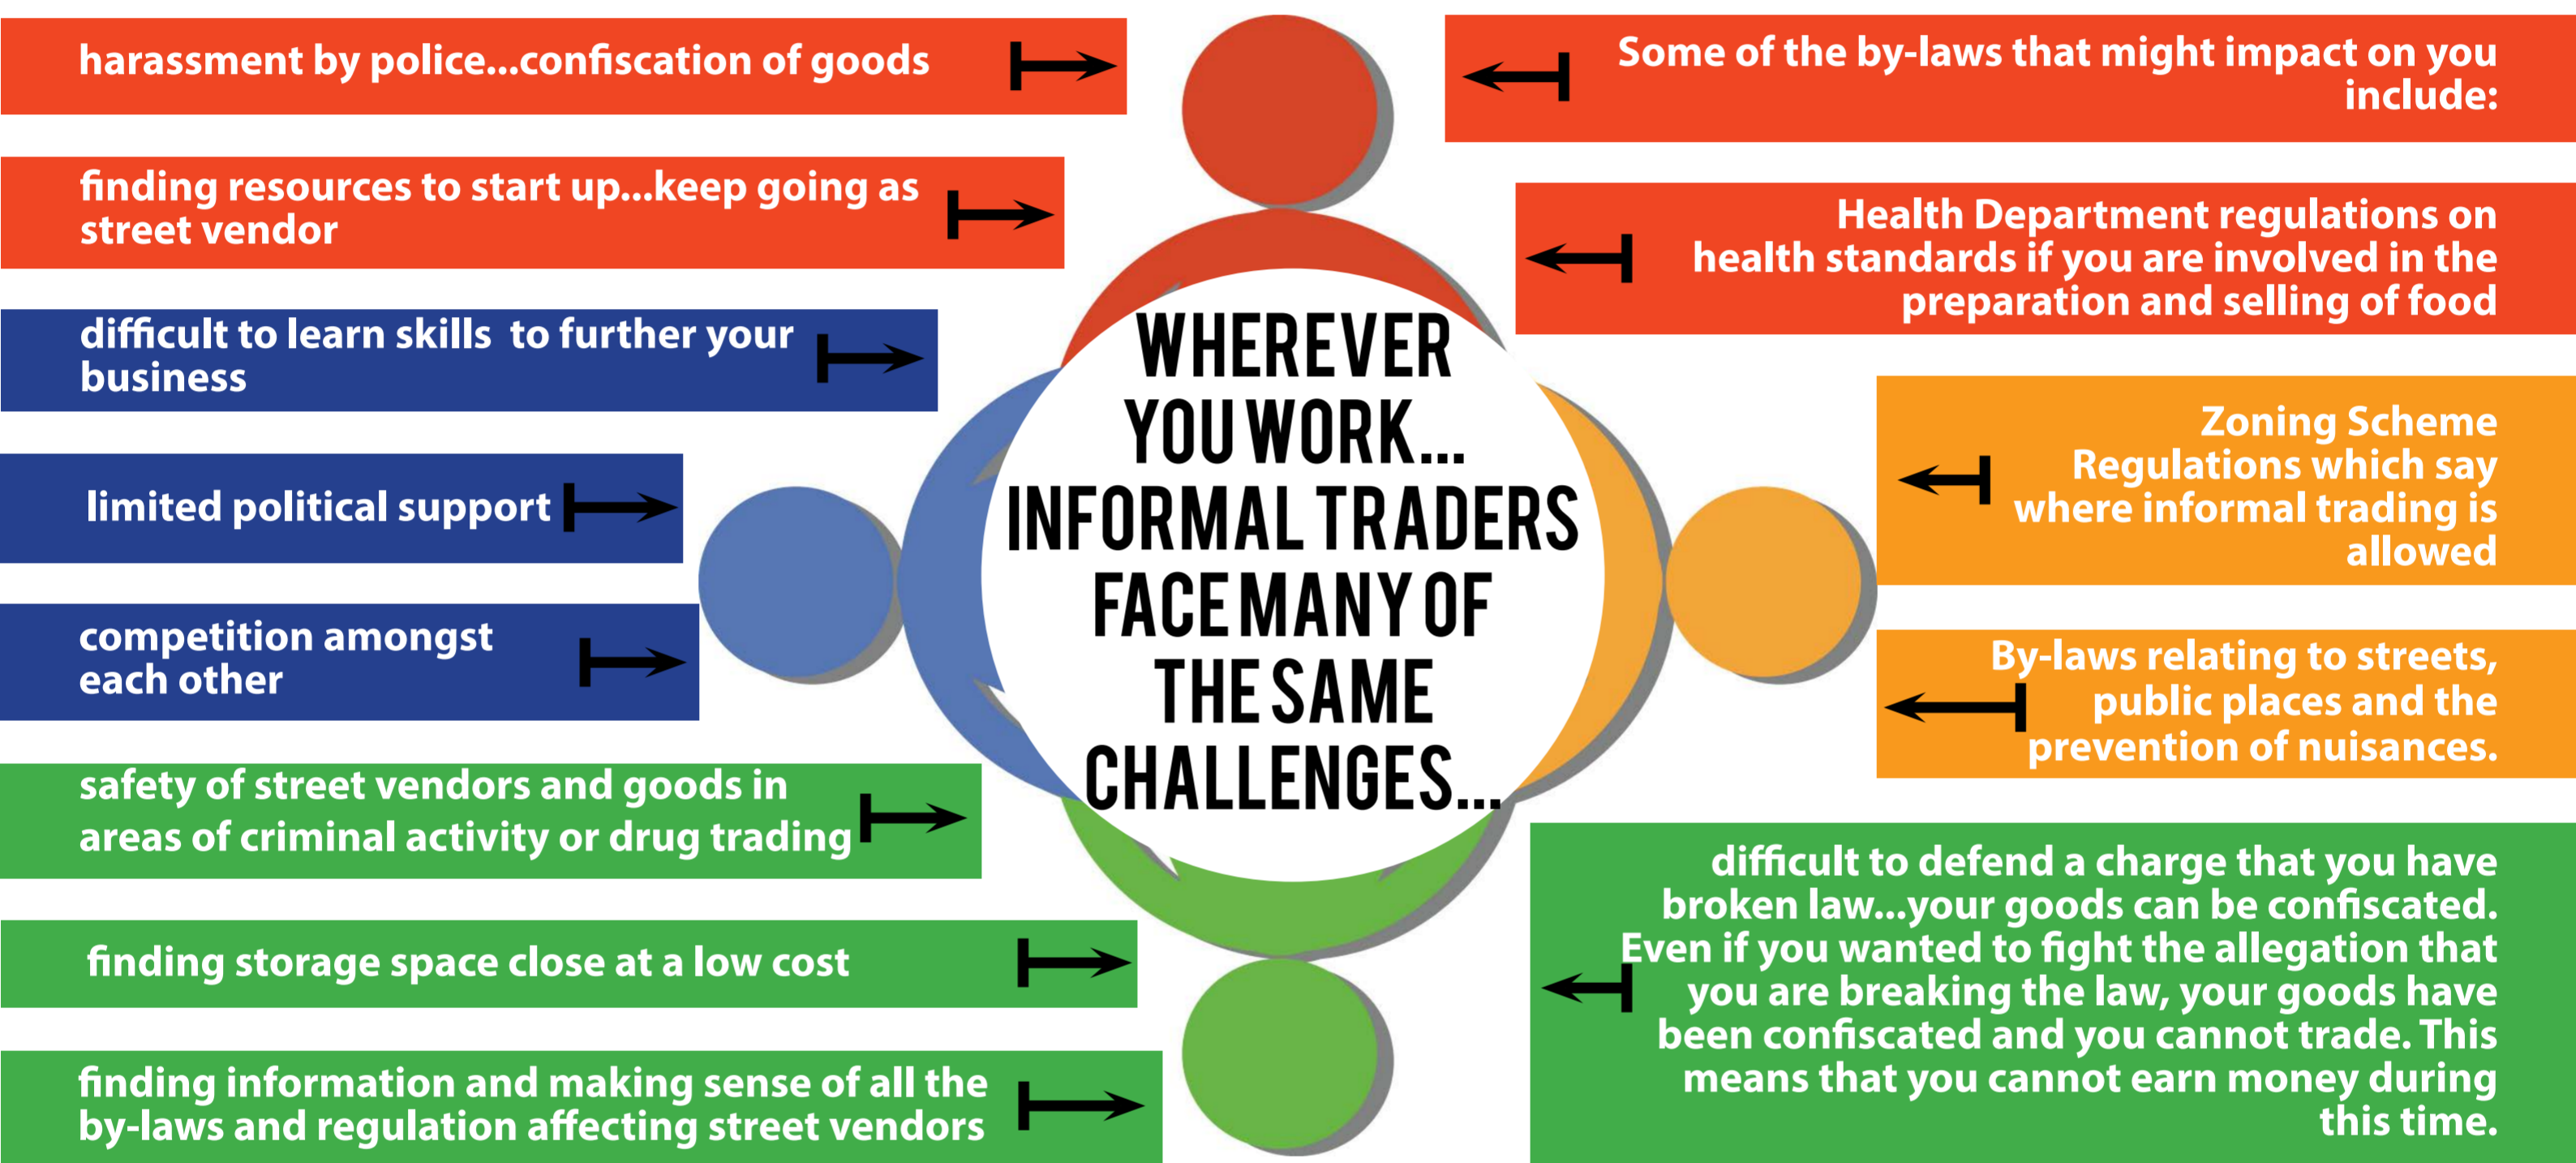 harassment by police...confiscation of goods
finding resources to start up...keep going as
street vendor
difficult to learn skills  to further your
business
limited political support
competition amongst
each other
safety of street vendors and goods in
areas of criminal activity or drug trading
finding storage space close at a low cost
finding information and making sense of all the
by-laws and regulation affecting street vendors
WHEREVER
YOU WORK...
INFORMAL TRADERS
FACE MANY OF
THE SAME
CHALLENGES...
Some of the by-laws that might impact on you
include:
Health Department regulations on
health standards if you are involved in the
preparation and selling of food
Zoning Scheme
Regulations which say
where informal trading is
allowed
By-laws relating to streets,
public places and the
prevention of nuisances.
difficult to defend a charge that you have
broken law...your goods can be confiscated.
Even if you wanted to fight the allegation that
you are breaking the law, your goods have
been confiscated and you cannot trade. This
means that you cannot earn money during
this time.